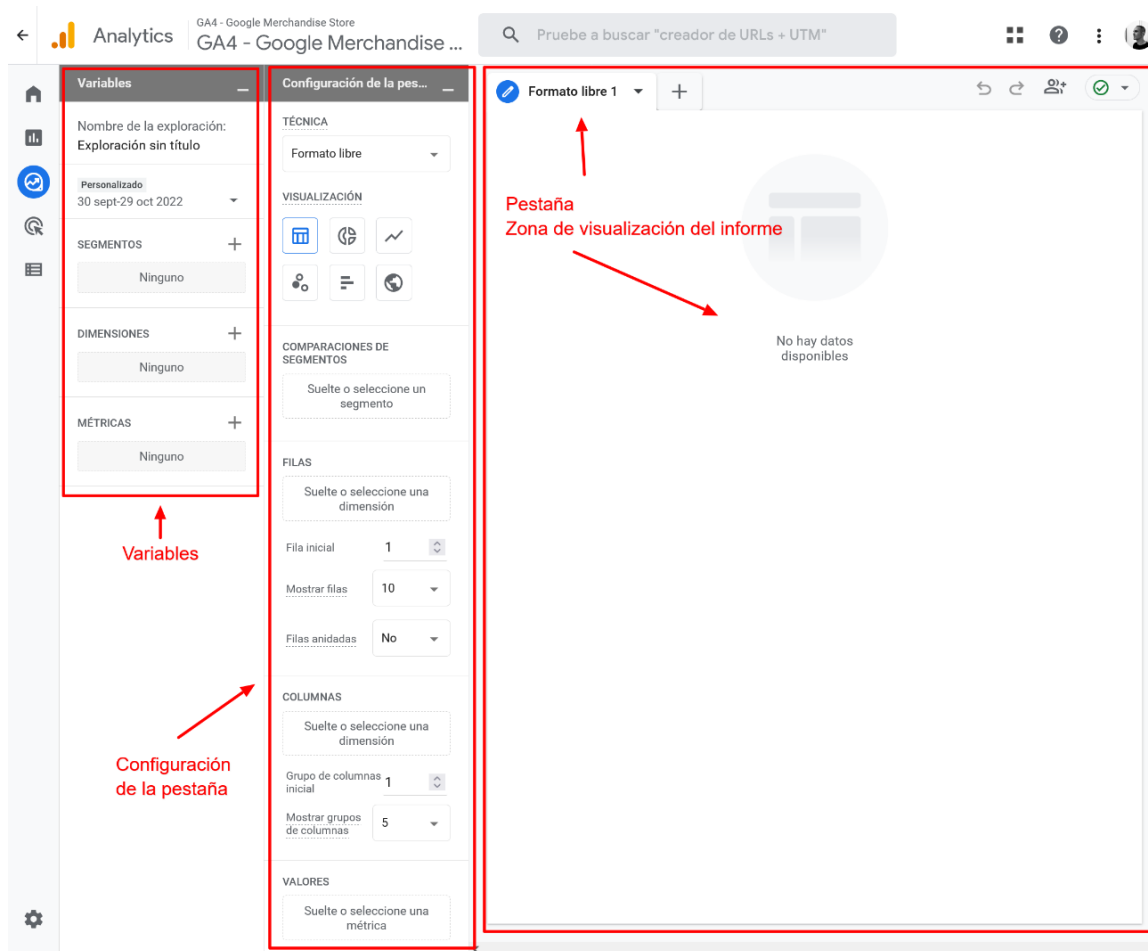 GA4 - Google Merchandise Store
Analytics
GA4 - Google Merchandise ...
Pruebe a buscar "creador de URLs + UTM"
Variables
Nombre de la exploración:
Exploración sin título
Personalizado
30 sept-29 oct 2022
SEGMENTOS
Ninguno
DIMENSIONES
Ninguno
MÉTRICAS
Ninguno
Variables
Configuración
de la pestaña
Configuración de la pes...
TÉCNICA
Formato libre
VISUALIZACIÓN
COMPARACIONES DE
SEGMENTOS
Suelte o seleccione un
segmento
FILAS
Suelte o seleccione una
dimensión
Fila inicial 1
Mostrar filas 10
Filas anidadas No
COLUMNAS
Suelte o seleccione una
dimensión
Grupo de columnas
inicial 1
Mostrar grupos
de columnas 5
VALORES
Suelte o seleccione una
métrica
Formato libre 1
Pestaña
Zona de visualización del informe
No hay datos
disponibles